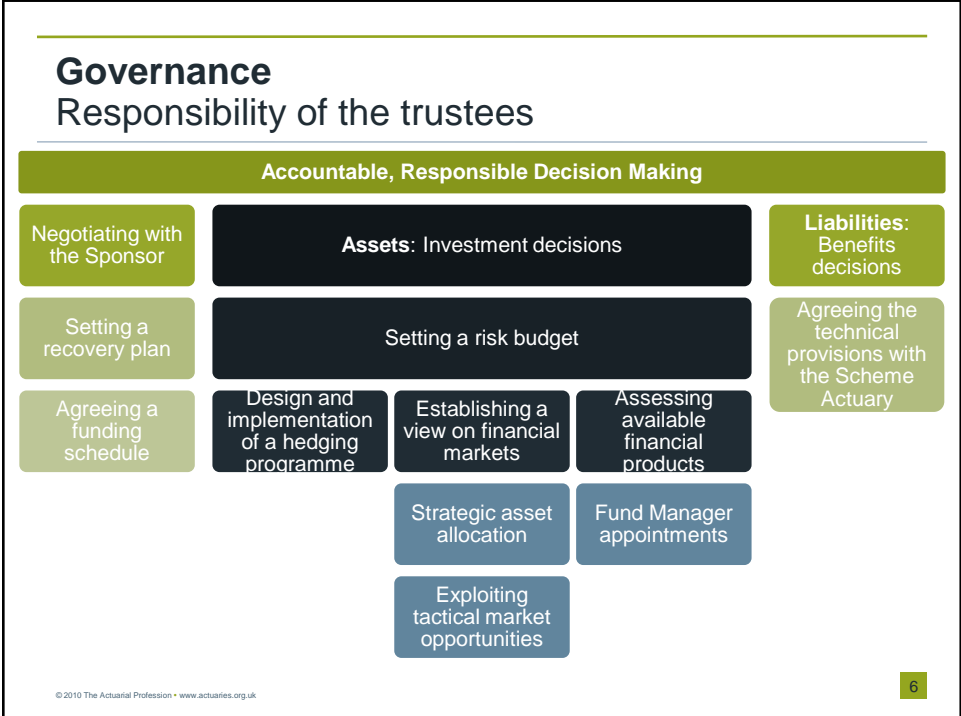 Governance
Responsibility of the trustees
Accountable, Responsible Decision Making
Negotiating with
the Sponsor
Assets: Investment decisions
Liabilities:
Benefits
decisions
Setting a
recovery plan
Setting a risk budget
Agreeing the
technical
provisions with
the Scheme
Actuary
Agreeing a
funding
schedule
Design and
implementation
of a hedging
programme
Establishing a
view on financial
markets
Assessing
available
financial
products
Strategic asset
allocation
Fund Manager
appointments
Exploiting
tactical market
opportunities
© 2010 The Actuarial Profession • www.actuaries.org.uk
6